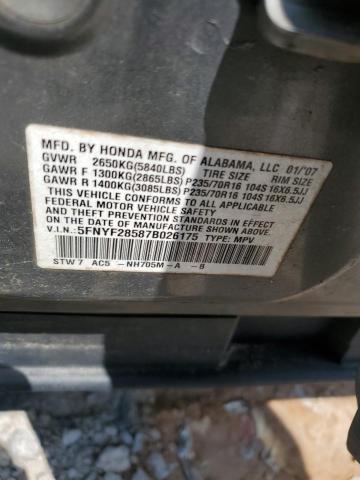 MFD. BY HONDA MFG. OF ALABAMA, LLC 01/'07
GVWR 2650KG(5840LBS) TIRE SIZE RIM SIZE
GAWR F 1300KG(2865LBS) P235/70R16 104S 16X6.5JJ
GAWR R 1400KG(3085LBS) P235/70R16 104S 16X6.5JJ
THIS VEHICLE CONFORMS TO ALL APPLICABLE
FEDERAL MOTOR VEHICLE SAFETY AND
THEFT PREVENTION STANDARDS IN EFFECT ON THE
DATE OF MANUFACTURE SHOWN ABOVE.
V.I.N.: 5FNYF28587B026175 TYPE: MPV
STW7 AC5 -NH705M-A -B